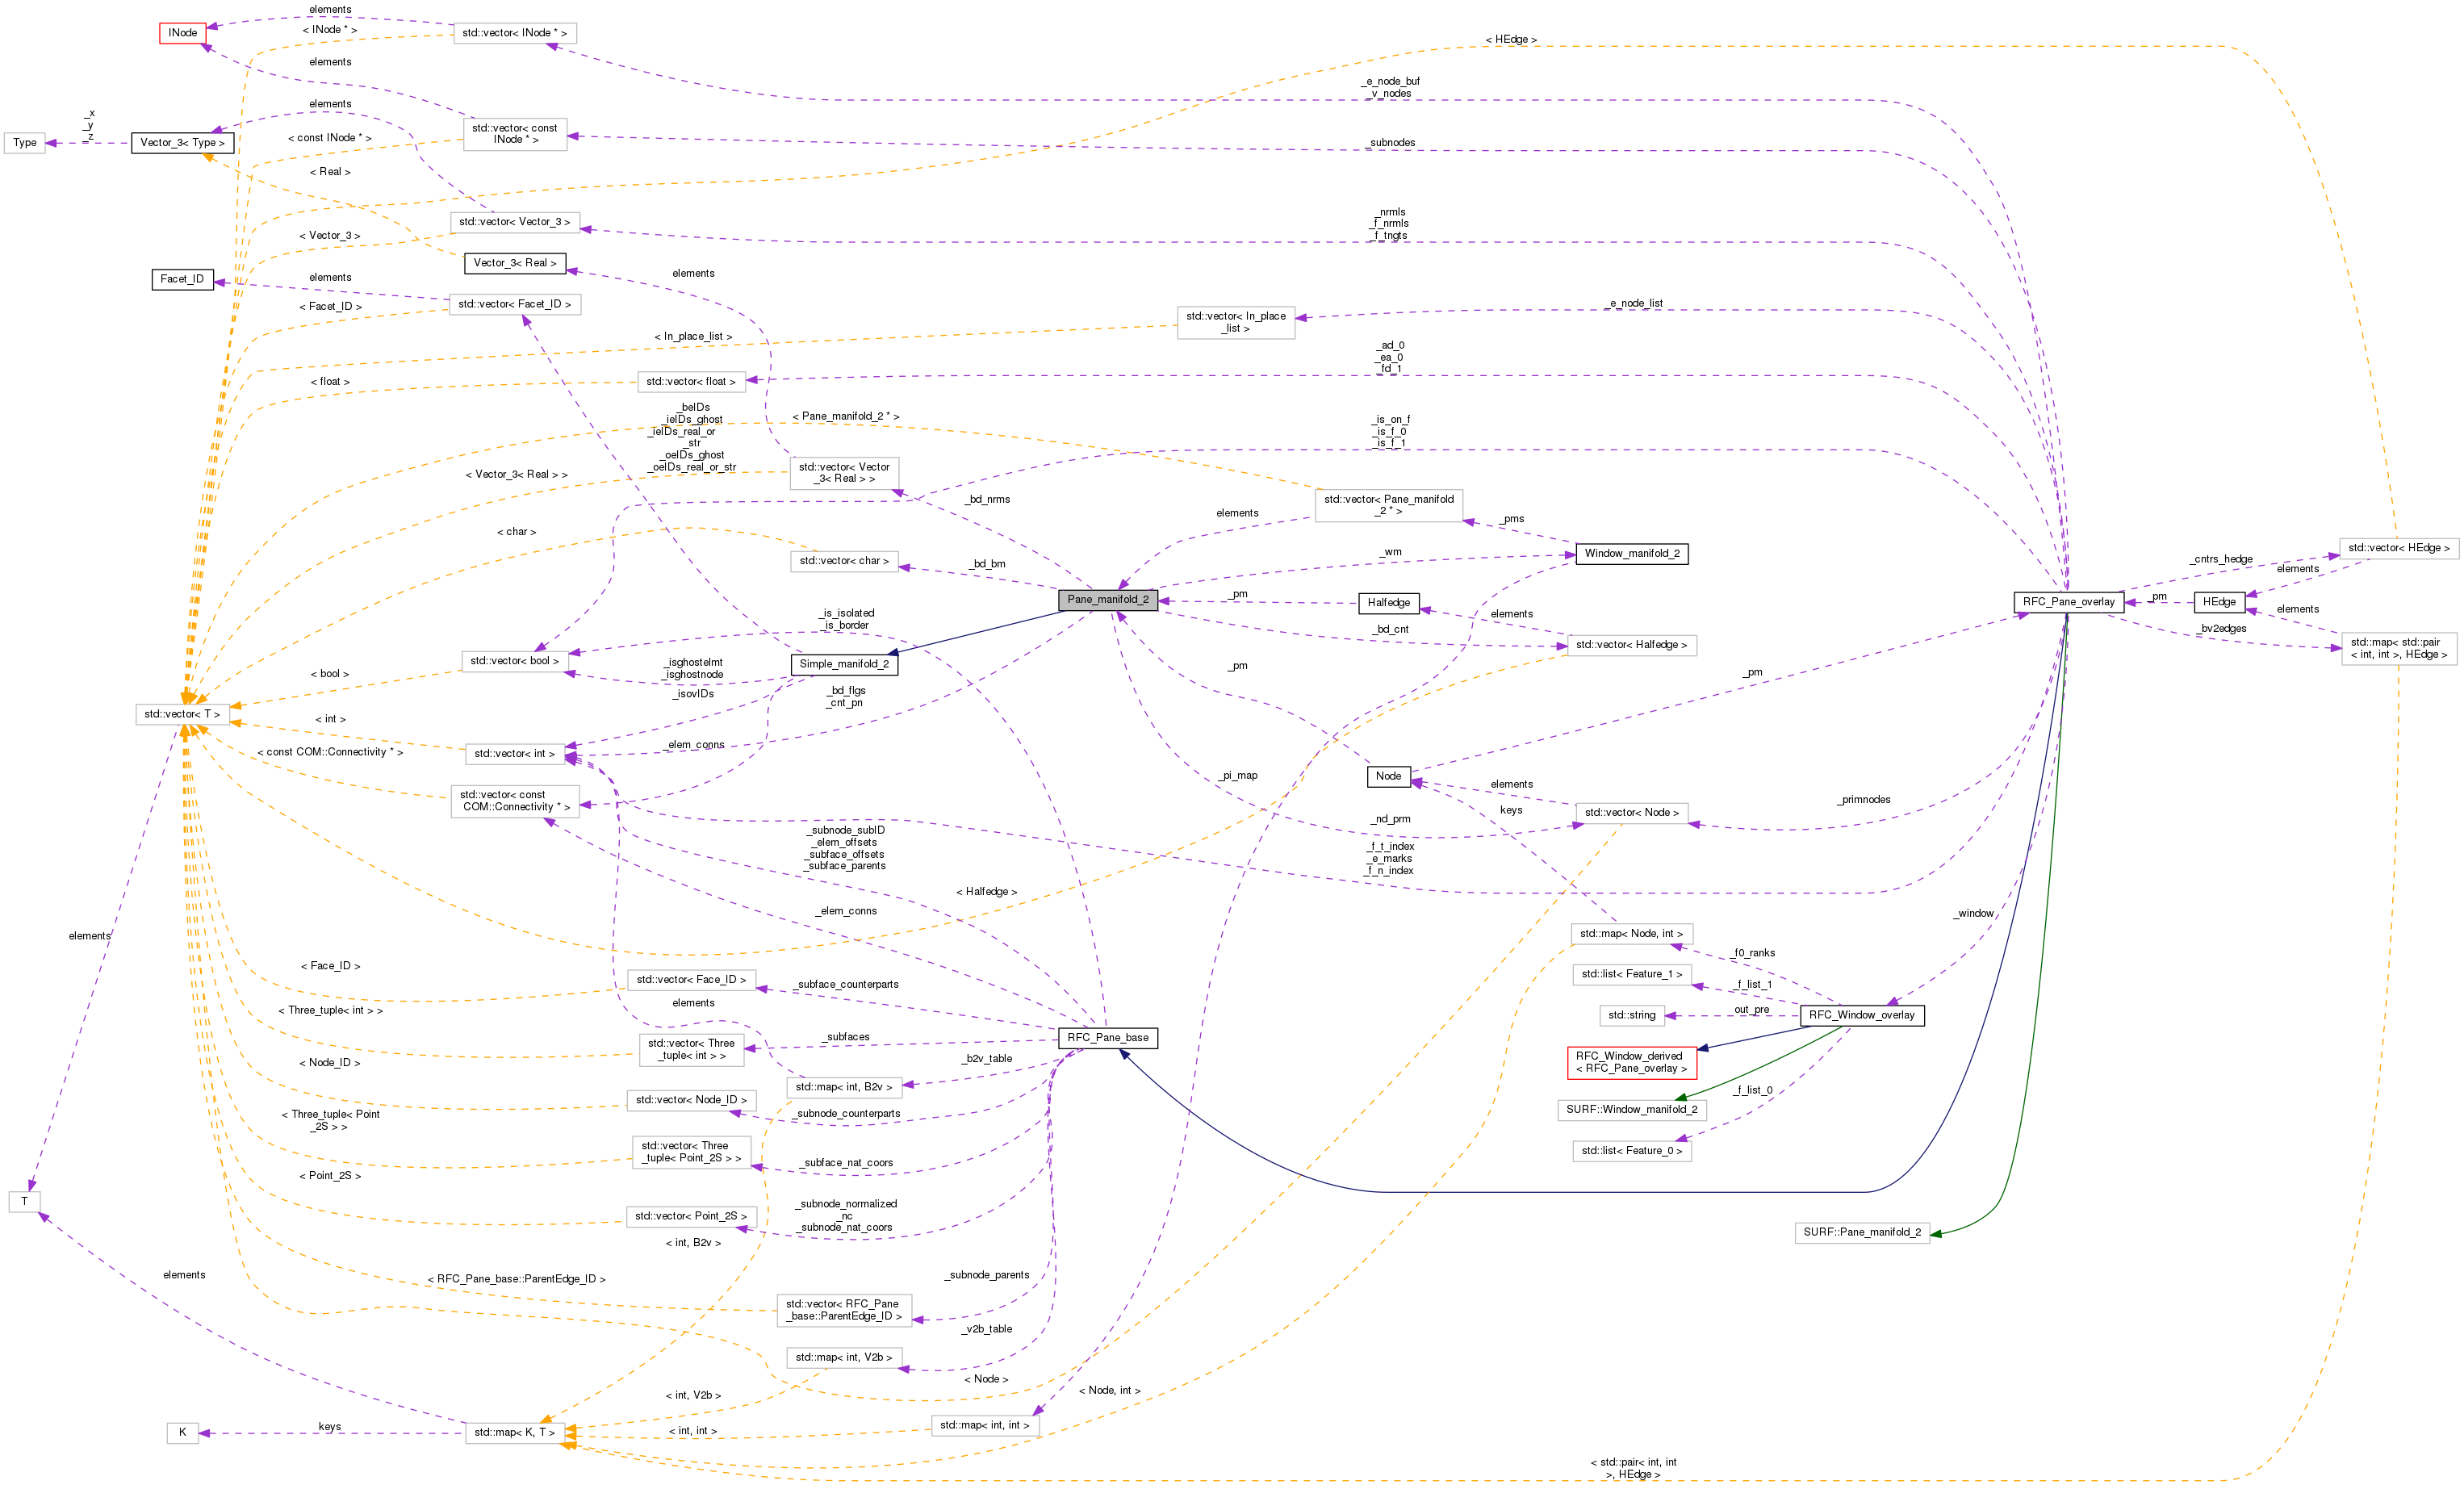 elements
INode
< INode * >
std::vector< INode * >
< HEdge >
elements
_e_node_buf
_v_nodes
_x
_y
_z
elements
Type
Vector_3< Type >
< const INode * >
std::vector< const
INode * >
_subnodes
< Real >
std::vector< Vector_3 >
_nrmls
_f_nrmls
_f_tngts
< Vector_3 >
Vector_3< Real >
Facet_ID
elements
elements
std::vector< Facet_ID >
< Facet_ID >
std::vector< In_place
_list >
_e_node_list
< In_place_list >
_ad_0
_ea_0
_fd_1
< float >
std::vector< float >
_beIDs
_ieIDs_ghost
_ieIDs_real_or
_str
_oeIDs_ghost
_oeIDs_real_or_str
< Pane_manifold_2 * >
_is_on_f
_is_f_0
_is_f_1
< Vector_3< Real > >
std::vector< Vector
_3< Real > >
_bd_nrms
std::vector< Pane_manifold
_2 * >
elements
_pms
< char >
std::vector< char >
_bd_bm
_wm
Window_manifold_2
std::vector< HEdge >
_cntrs_hedge
elements
Pane_manifold_2
_pm
Halfedge
elements
RFC_Pane_overlay
_pm
HEdge
elements
_is_isolated
_is_border
_bd_cnt
std::vector< Halfedge >
_bv2edges
std::map< std::pair
< int, int >, HEdge >
std::vector< bool >
_isghostelmt
_isghostnode
Simple_manifold_2
< bool >
_isovIDs
_bd_flgs
_cnt_pn
_pm
_pm
std::vector< T >
< int >
std::vector< int >
_elem_conns
< const COM::Connectivity * >
_pi_map
Node
elements
std::vector< const
COM::Connectivity * >
keys
_nd_prm
std::vector< Node >
_primnodes
_subnode_subID
_elem_offsets
_subface_offsets
_subface_parents
_f_t_index
_e_marks
_f_n_index
< Halfedge >
_elem_conns
_window
std::map< Node, int >
elements
_f0_ranks
< Face_ID >
std::vector< Face_ID >
_subface_counterparts
std::list< Feature_1 >
_f_list_1
elements
< Three_tuple< int > >
std::string
out_pre
RFC_Window_overlay
std::vector< Three
_tuple< int > >
_subfaces
RFC_Pane_base
< Node_ID >
_b2v_table
RFC_Window_derived
< RFC_Pane_overlay >
std::map< int, B2v >
std::vector< Node_ID >
_subnode_counterparts
_f_list_0
SURF::Window_manifold_2
< Three_tuple< Point
_2S > >
std::vector< Three
_tuple< Point_2S > >
_subface_nat_coors
std::list< Feature_0 >
< Point_2S >
T
std::vector< Point_2S >
_subnode_normalized
_nc
_subnode_nat_coors
SURF::Pane_manifold_2
< int, B2v >
elements
< RFC_Pane_base::ParentEdge_ID >
_subnode_parents
std::vector< RFC_Pane
_base::ParentEdge_ID >
_v2b_table
std::map< int, V2b >
< Node >
< int, V2b >
< Node, int >
K
keys
std::map< K, T >
< int, int >
std::map< int, int >
< std::pair< int, int
>, HEdge >